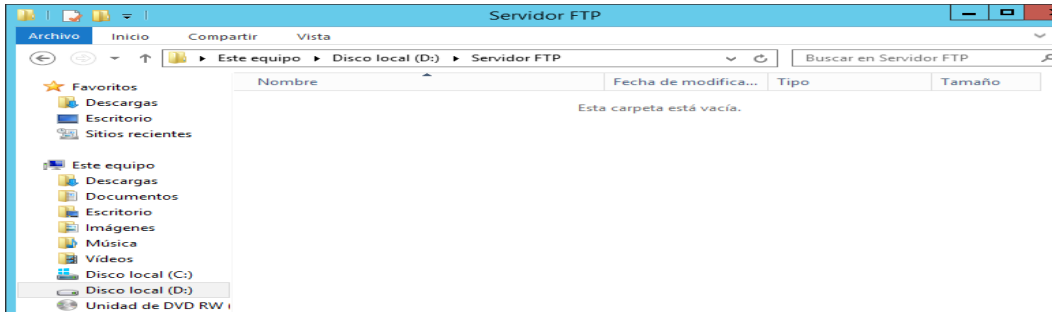 Servidor FTP
Archivo Inicio Compartir Vista
Este equipo Disco local (D:) Servidor FTP Buscar en Servidor FTP
Nombre Fecha de modifica... Tipo Tamaño
Esta carpeta está vacía.
Favoritos
Descargas
Escritorio
Sitios recientes
Este equipo
Descargas
Documentos
Escritorio
Imágenes
Música
Vídeos
Disco local (C:)
Disco local (D:)
Unidad de DVD RW (